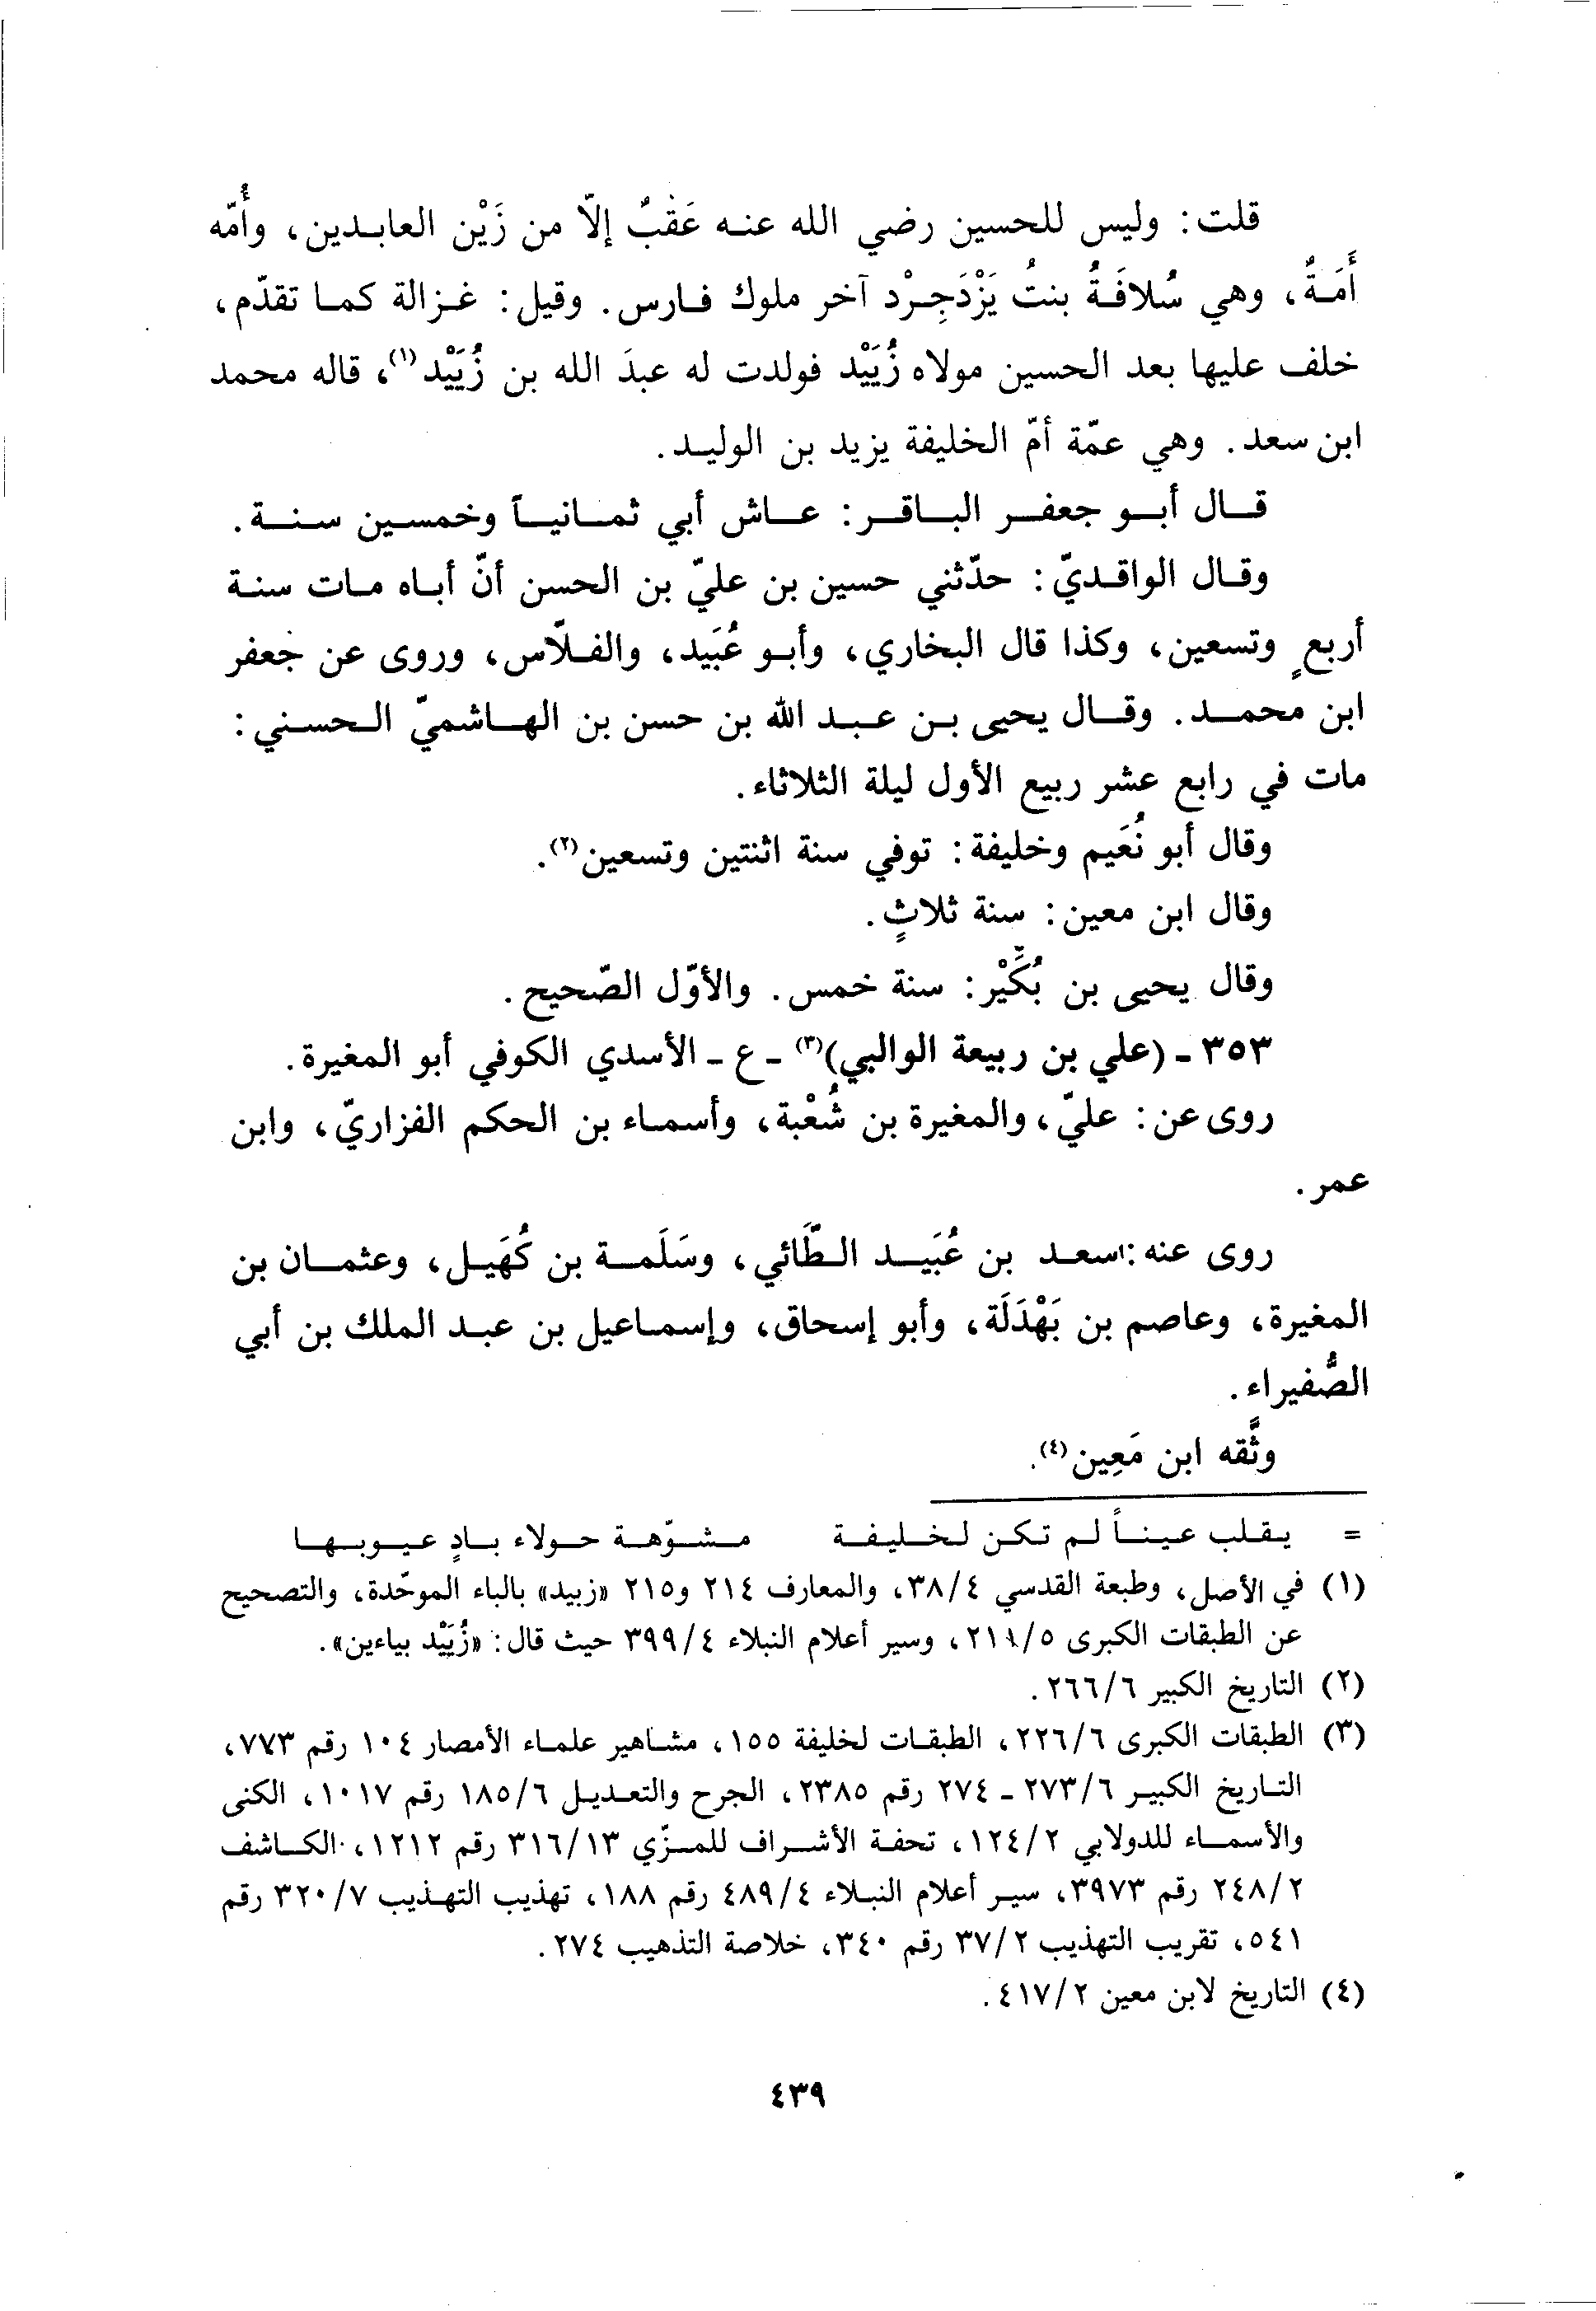 قلت: وليس للحسين رضي الله عنه عَقْبٌ إلاّ من زَيْن العابدين، وأُمّه
أَمَةٌ، وهي سُلافَةُ بنتُ يَزْدَجِرْد آخر ملوك فارس. وقيل: غزالة كما تقدّم،
خلف عليها بعد الحسين مولاه زُيَيْد فولدت له عبدَ الله بن زُيَيْد(١)، قاله محمد
ابن سعد. وهي عمّة أمّ الخليفة يزيد بن الوليد.
قال أبو جعفر الباقر: عاش أبي ثمانياً وخمسين سنة.
وقال الواقديّ: حدّثني حسين بن عليّ بن الحسن أنّ أباه مات سنة
أربعٍ وتسعين، وكذا قال البخاري، وأبو عُبَيد، والفلّاس، وروى عن جعفر
ابن محمد. وقال يحيى بن عبد الله بن حسن بن الهاشميّ الحسني:
مات في رابع عشر ربيع الأول ليلة الثلاثاء.
وقال أبو نُعَيم وخليفة: توفي سنة اثنتين وتسعين(٢).
وقال ابن معين: سنة ثلاثٍ.
وقال يحيى بن بُكَّيْر: سنة خمس. والأوّل الصّحيح.
٣٥٣ - (علي بن ربيعة الوالبي)(٣) - ع - الأسدي الكوفي أبو المغيرة.
روى عن: عليّ، والمغيرة بن شُعْبة، وأسماء بن الحكم الفزاريّ، وابن
عمر.
روى عنه: سعد بن عُبَيد الطّائي، وسَلَمة بن كُهَيل، وعثمان بن
المغيرة، وعاصم بن بَهْدَلَة، وأبو إسحاق، وإسماعيل بن عبد الملك بن أبي
الصُّفيراء.
وثّقه ابن مَعِين(٤).
= يقلب عيناً لم تكن لخليفة مشوّهة حولاء بادٍ عيوبها
(١) في الأصل، وطبعة القدسي ٣٨/٤، والمعارف ٢١٤ و٢١٥ «زبيد» بالباء الموحّدة، والتصحيح
عن الطبقات الكبرى ٢١١/٥، وسير أعلام النبلاء ٣٩٩/٤ حيث قال: «زُيَيْد بياءين».
(٢) التاريخ الكبير ٢٦٦/٦.
(٣) الطبقات الكبرى ٢٢٦/٦، الطبقات لخليفة ١٥٥، مشاهير علماء الأمصار ١٠٤ رقم ٧٧٣،
التاريخ الكبير ٢٧٣/٦ - ٢٧٤ رقم ٢٣٨٥، الجرح والتعديل ١٨٥/٦ رقم ١٠١٧، الكنى
والأسماء للدولابي ١٢٤/٢، تحفة الأشراف للمزّي ٣١٦/١٣ رقم ١٢١٢، الكاشف
٢٤٨/٢ رقم ٣٩٧٣، سير أعلام النبلاء ٤٨٩/٤ رقم ١٨٨، تهذيب التهذيب ٣٢٠/٧ رقم
٥٤١، تقريب التهذيب ٣٧/٢ رقم ٣٤٠، خلاصة التذهيب ٢٧٤.
(٤) التاريخ لابن معين ٤١٧/٢.
٤٣٩